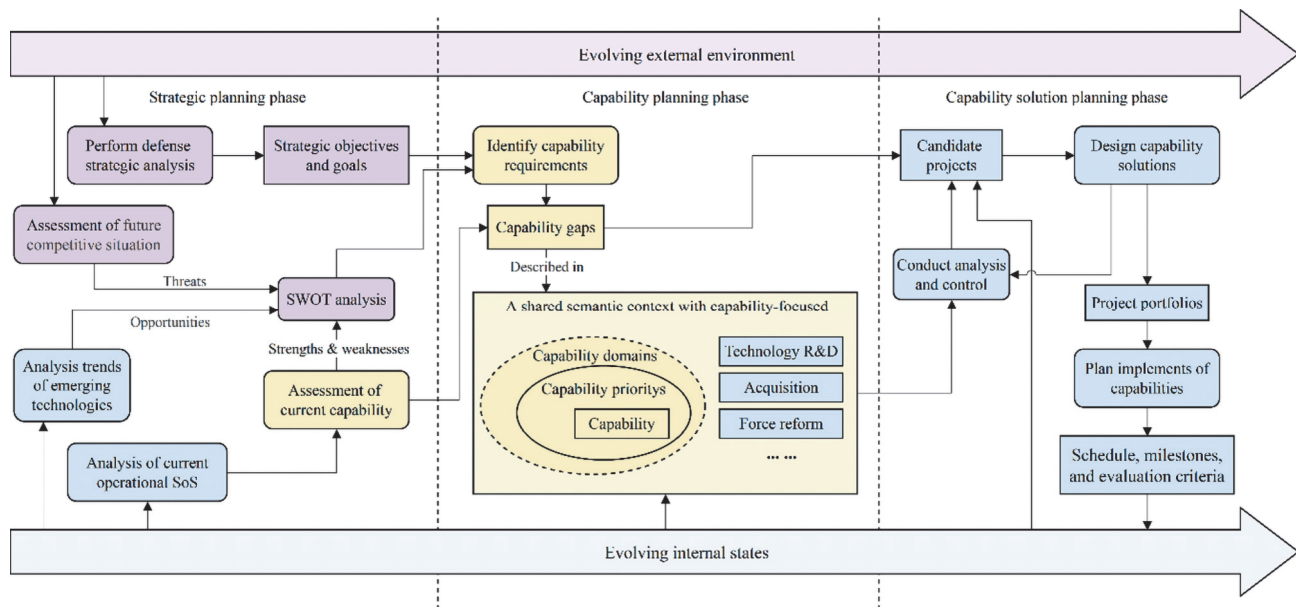 Evolving external environment
Strategic planning phase
Capability planning phase
Capability solution planning phase
Perform defense
strategic analysis
Strategic objectives
and goals
Identify capability
requirements
Candidate
projects
Design capability
solutions
Assessment of future
competitive situation
Capability gaps
Described in
Conduct analysis
and control
Threats
SWOT analysis
Opportunities
Strengths & weaknesses
A shared semantic context with capability-focused
Project portfolios
Analysis trends
of emerging
technologies
Assessment of
current capability
Capability domains
Capability prioritys
Capability
Technology R&D
Acquisition
Force reform
... ...
Plan implements of
capabilities
Analysis of current
operational SoS
Schedule, milestones,
and evaluation criteria
Evolving internal states